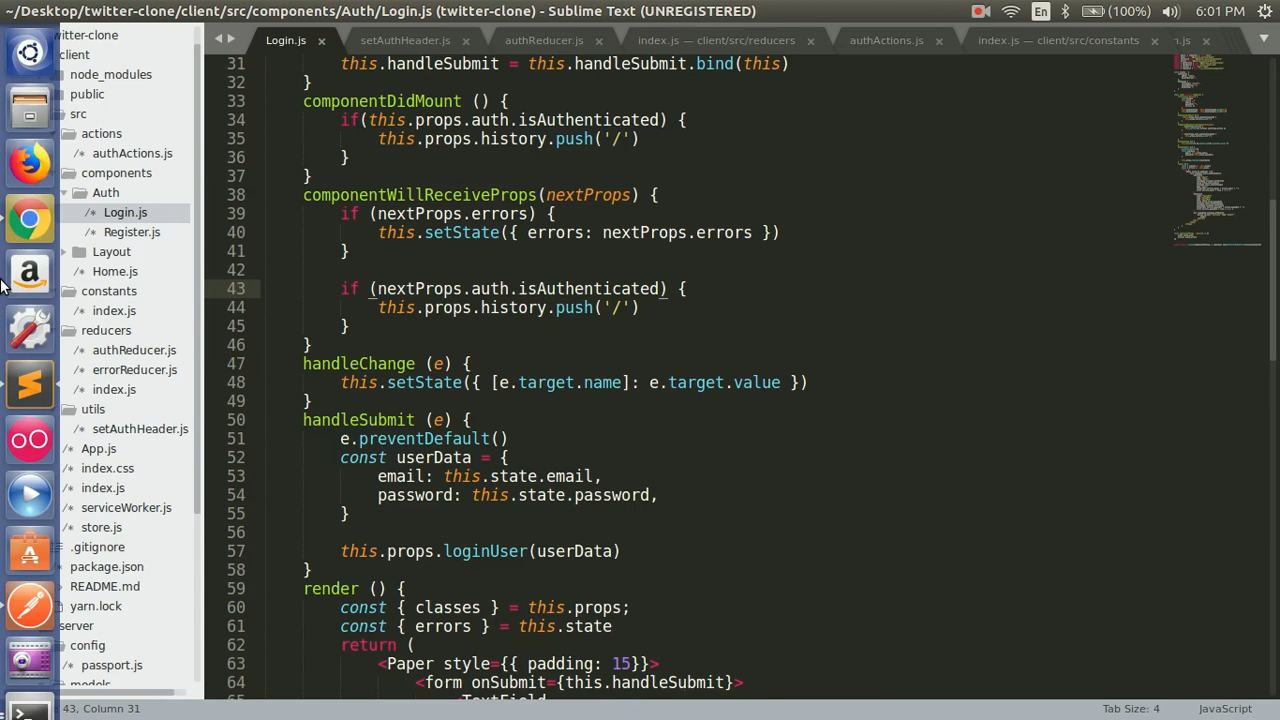 ~/Desktop/twitter-clone/client/src/components/Auth/Login.js (twitter-clone) - Sublime Text (UNREGISTERED)
En
(100%)
6:01 PM
Login.js ×
setAuthHeader.js ×
authReducer.js ×
index.js — client/src/reducers ×
authActions.js ×
index.js — client/src/constants ×
n.js ×
witter-clone
client
node_modules
public
src
actions
/* authActions.js
components
Auth
/* Login.js
/* Register.js
Layout
/* Home.js
constants
/* index.js
reducers
/* authReducer.js
/* errorReducer.js
/* index.js
utils
/* setAuthHeader.js
/* App.js
/* index.css
/* index.js
/* serviceWorker.js
/* store.js
.gitignore
package.json
README.md
yarn.lock
server
config
/* passport.js
models
31 this.handleSubmit = this.handleSubmit.bind(this)
32 }
33 componentDidMount () {
34 if(this.props.auth.isAuthenticated) {
35 this.props.history.push('/')
36 }
37 }
38 componentWillReceiveProps(nextProps) {
39 if (nextProps.errors) {
40 this.setState({ errors: nextProps.errors })
41 }
42
43 if (nextProps.auth.isAuthenticated) {
44 this.props.history.push('/')
45 }
46 }
47 handleChange (e) {
48 this.setState({ [e.target.name]: e.target.value })
49 }
50 handleSubmit (e) {
51 e.preventDefault()
52 const userData = {
53 email: this.state.email,
54 password: this.state.password,
55 }
56
57 this.props.loginUser(userData)
58 }
59 render () {
60 const { classes } = this.props;
61 const { errors } = this.state
62 return (
63 <Paper style={{ padding: 15}}>
64 <form onSubmit={this.handleSubmit}>
65 <TextField
43, Column 31
Tab Size: 4
JavaScript